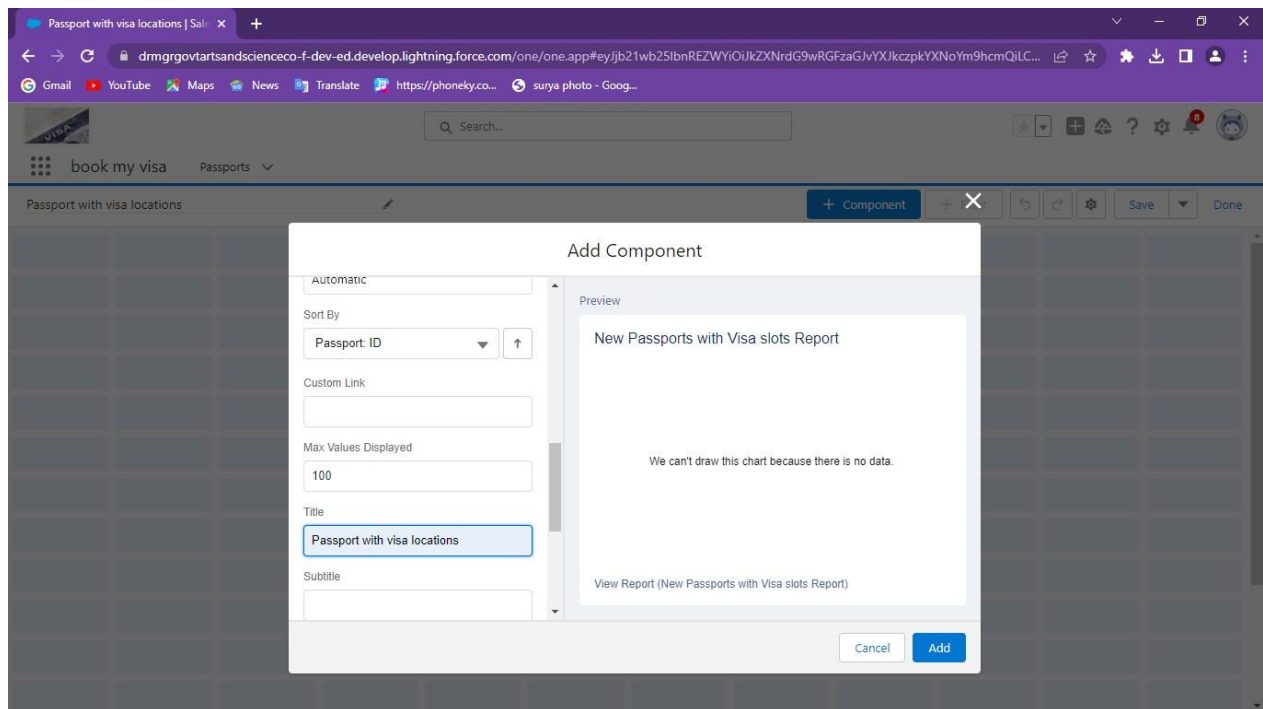 Passport with visa locations | Sale
drmgrgovtartsandscienceco-f-dev-ed.develop.lightning.force.com/one/one.app#eyJjb21wb25lbnREZWYiOiJkZXNrdG9wRGFzaGJvYXJkczpkYXNoYm9hcmQiLC...
Gmail YouTube Maps News Translate https://phoneky.co... surya photo - Goog...
VISA Search... 8
book my visa Passports
Passport with visa locations + Component + Save Done
Add Component
Automatic
Preview
Sort By
Passport: ID
New Passports with Visa slots Report
Custom Link
Max Values Displayed
100
We can't draw this chart because there is no data.
Title
Passport with visa locations
Subtitle
View Report (New Passports with Visa slots Report)
Cancel Add